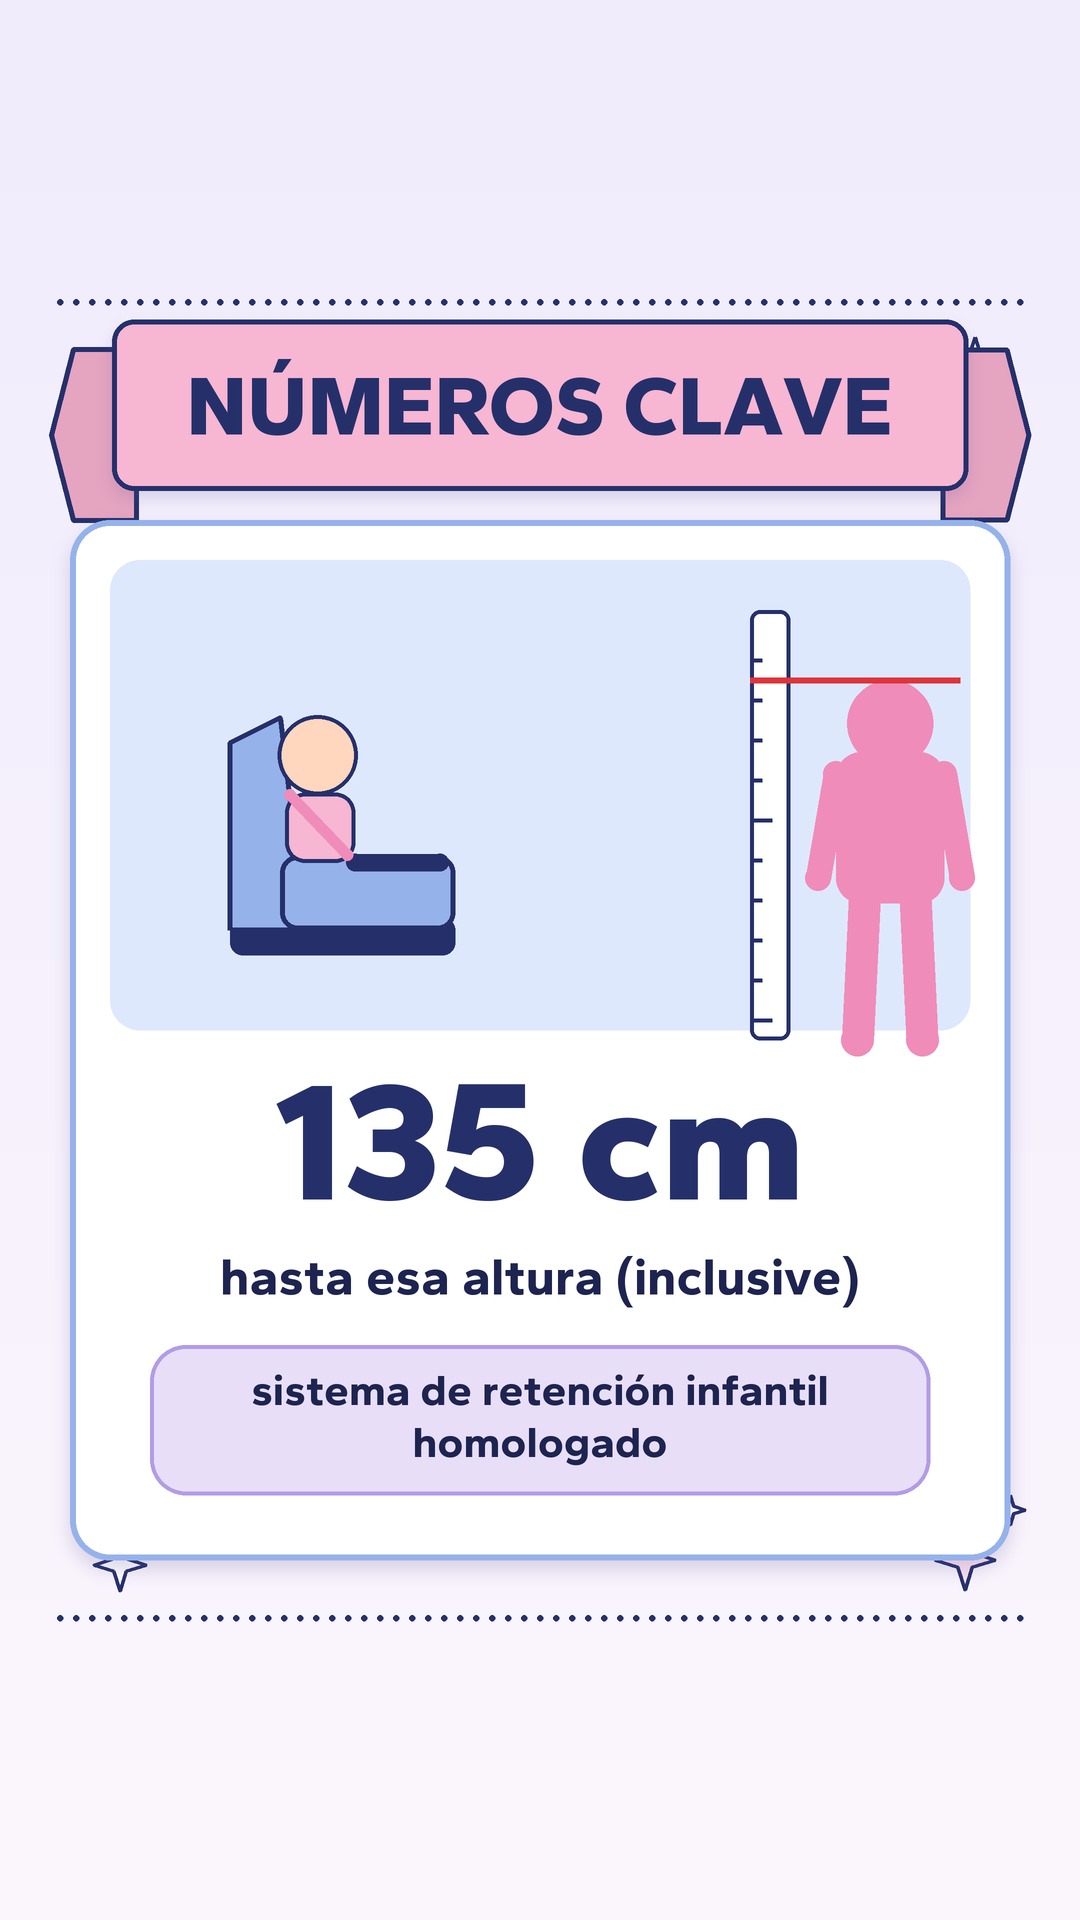 NÚMEROS CLAVE
135 cm
hasta esa altura (inclusive)
sistema de retención infantil
homologado